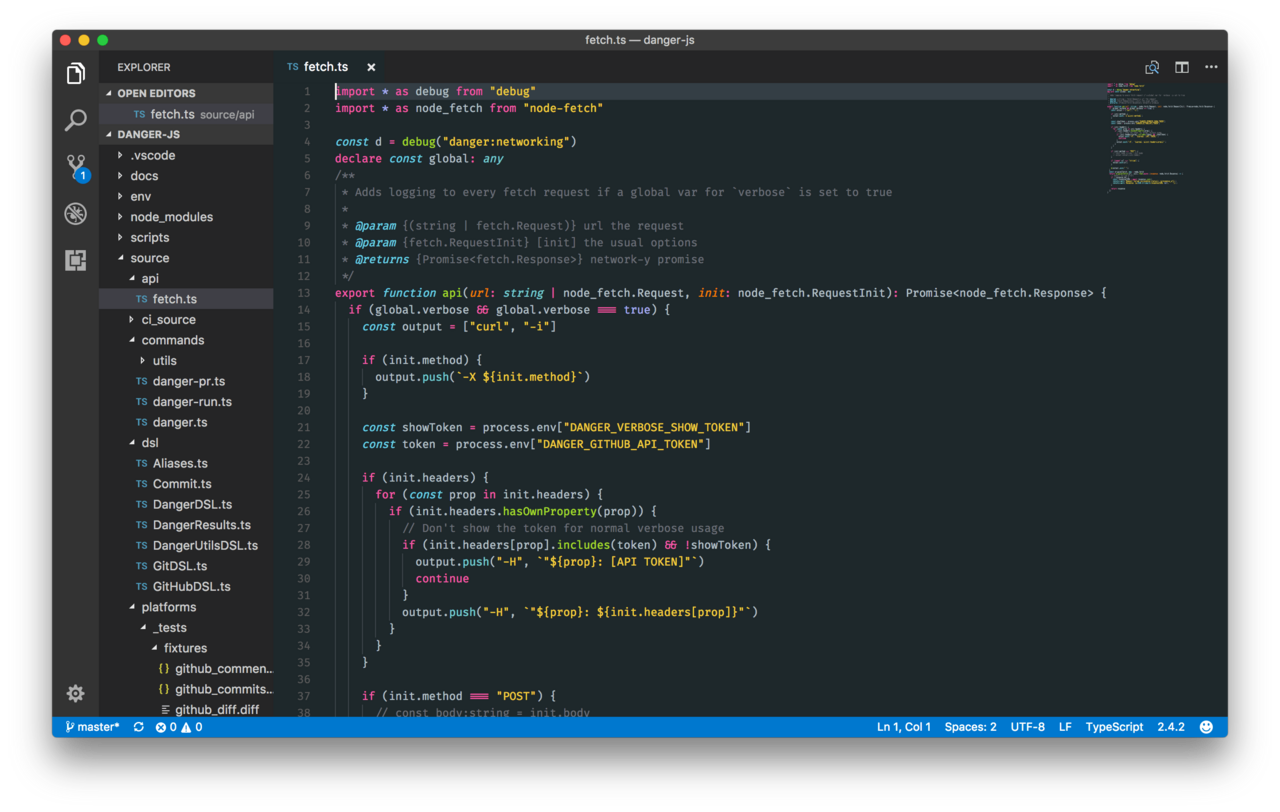 fetch.ts — danger-js
EXPLORER
OPEN EDITORS
TS fetch.ts source/api
DANGER-JS
.vscode
docs
env
node_modules
scripts
source
api
TS fetch.ts
ci_source
commands
utils
TS danger-pr.ts
TS danger-run.ts
TS danger.ts
dsl
TS Aliases.ts
TS Commit.ts
TS DangerDSL.ts
TS DangerResults.ts
TS DangerUtilsDSL.ts
TS GitDSL.ts
TS GitHubDSL.ts
platforms
_tests
fixtures
{} github_commen...
{} github_commits...
github_diff.diff
1
TS fetch.ts ×
1 import * as debug from "debug"
2 import * as node_fetch from "node-fetch"
3
4 const d = debug("danger:networking")
5 declare const global: any
6 /**
7  * Adds logging to every fetch request if a global var for `verbose` is set to true
8  *
9  * @param {(string | fetch.Request)} url the request
10  * @param {fetch.RequestInit} [init] the usual options
11  * @returns {Promise<fetch.Response>} network-y promise
12  */
13 export function api(url: string | node_fetch.Request, init: node_fetch.RequestInit): Promise<node_fetch.Response> {
14   if (global.verbose && global.verbose === true) {
15     const output = ["curl", "-i"]
16
17     if (init.method) {
18       output.push(`-X ${init.method}`)
19     }
20
21     const showToken = process.env["DANGER_VERBOSE_SHOW_TOKEN"]
22     const token = process.env["DANGER_GITHUB_API_TOKEN"]
23
24     if (init.headers) {
25       for (const prop in init.headers) {
26         if (init.headers.hasOwnProperty(prop)) {
27           // Don't show the token for normal verbose usage
28           if (init.headers[prop].includes(token) && !showToken) {
29             output.push("-H", `"${prop}: [API TOKEN]"`)
30             continue
31           }
32           output.push("-H", `"${prop}: ${init.headers[prop]}"`)
33         }
34       }
35     }
36
37     if (init.method === "POST") {
38       // const body:string = init.body
master* 0 0
Ln 1, Col 1 Spaces: 2 UTF-8 LF TypeScript 2.4.2